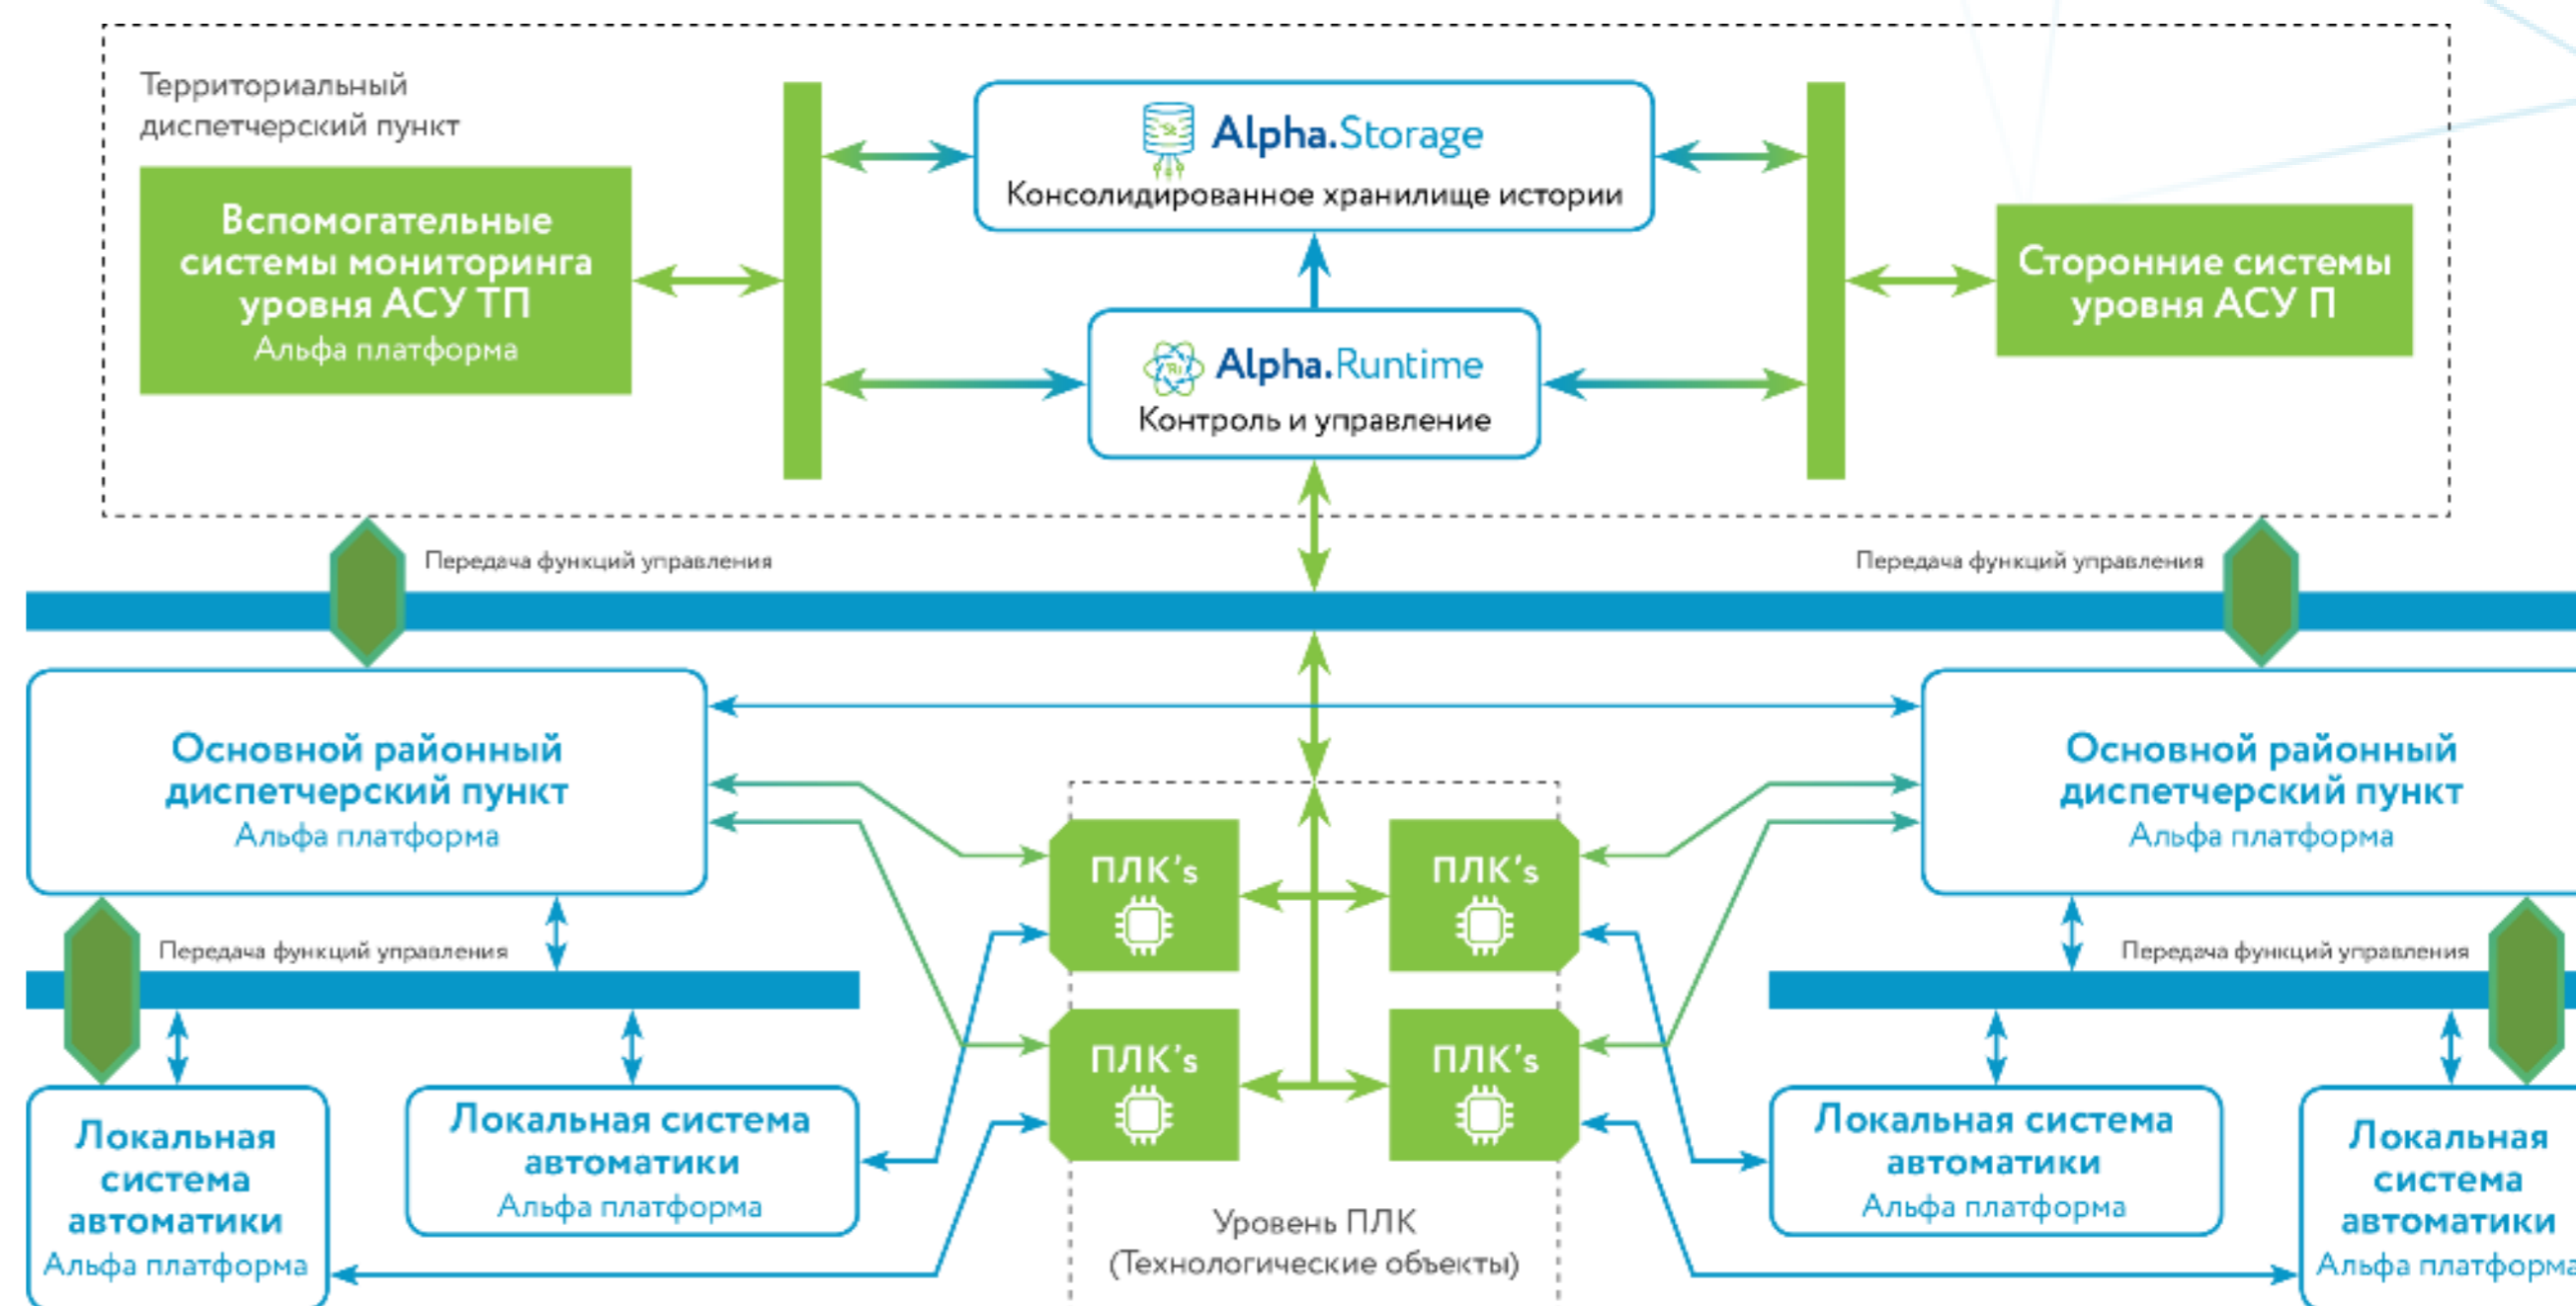 Территориальный
диспетчерский пункт
Вспомогательные
системы мониторинга
уровня АСУ ТП
Альфа платформа
Alpha.Storage
Консолидированное хранилище истории
Alpha.Runtime
Контроль и управление
Сторонние системы
уровня АСУ П
Передача функций управления
Передача функций управления
Основной районный
диспетчерский пункт
Альфа платформа
Основной районный
диспетчерский пункт
Альфа платформа
ПЛК's
ПЛК's
ПЛК's
ПЛК's
Уровень ПЛК
(Технологические объекты)
Передача функций управления
Передача функций управления
Локальная
система
автоматики
Альфа платформа
Локальная система
автоматики
Альфа платформа
Локальная система
автоматики
Альфа платформа
Локальная
система
автоматики
Альфа платформа